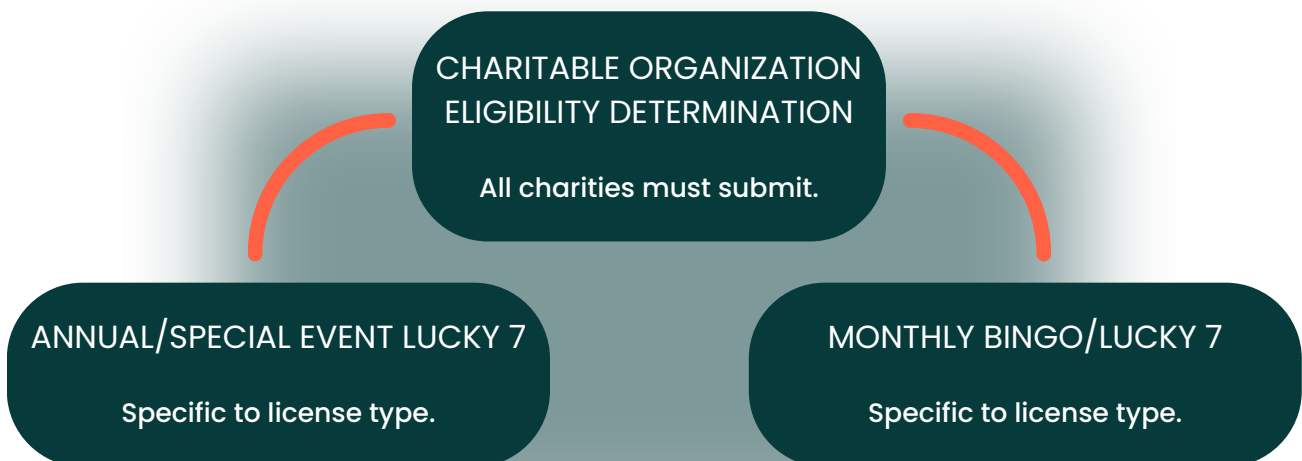 CHARITABLE ORGANIZATION
ELIGIBILITY DETERMINATION
All charities must submit.
ANNUAL/SPECIAL EVENT LUCKY 7
Specific to license type.
MONTHLY BINGO/LUCKY 7
Specific to license type.